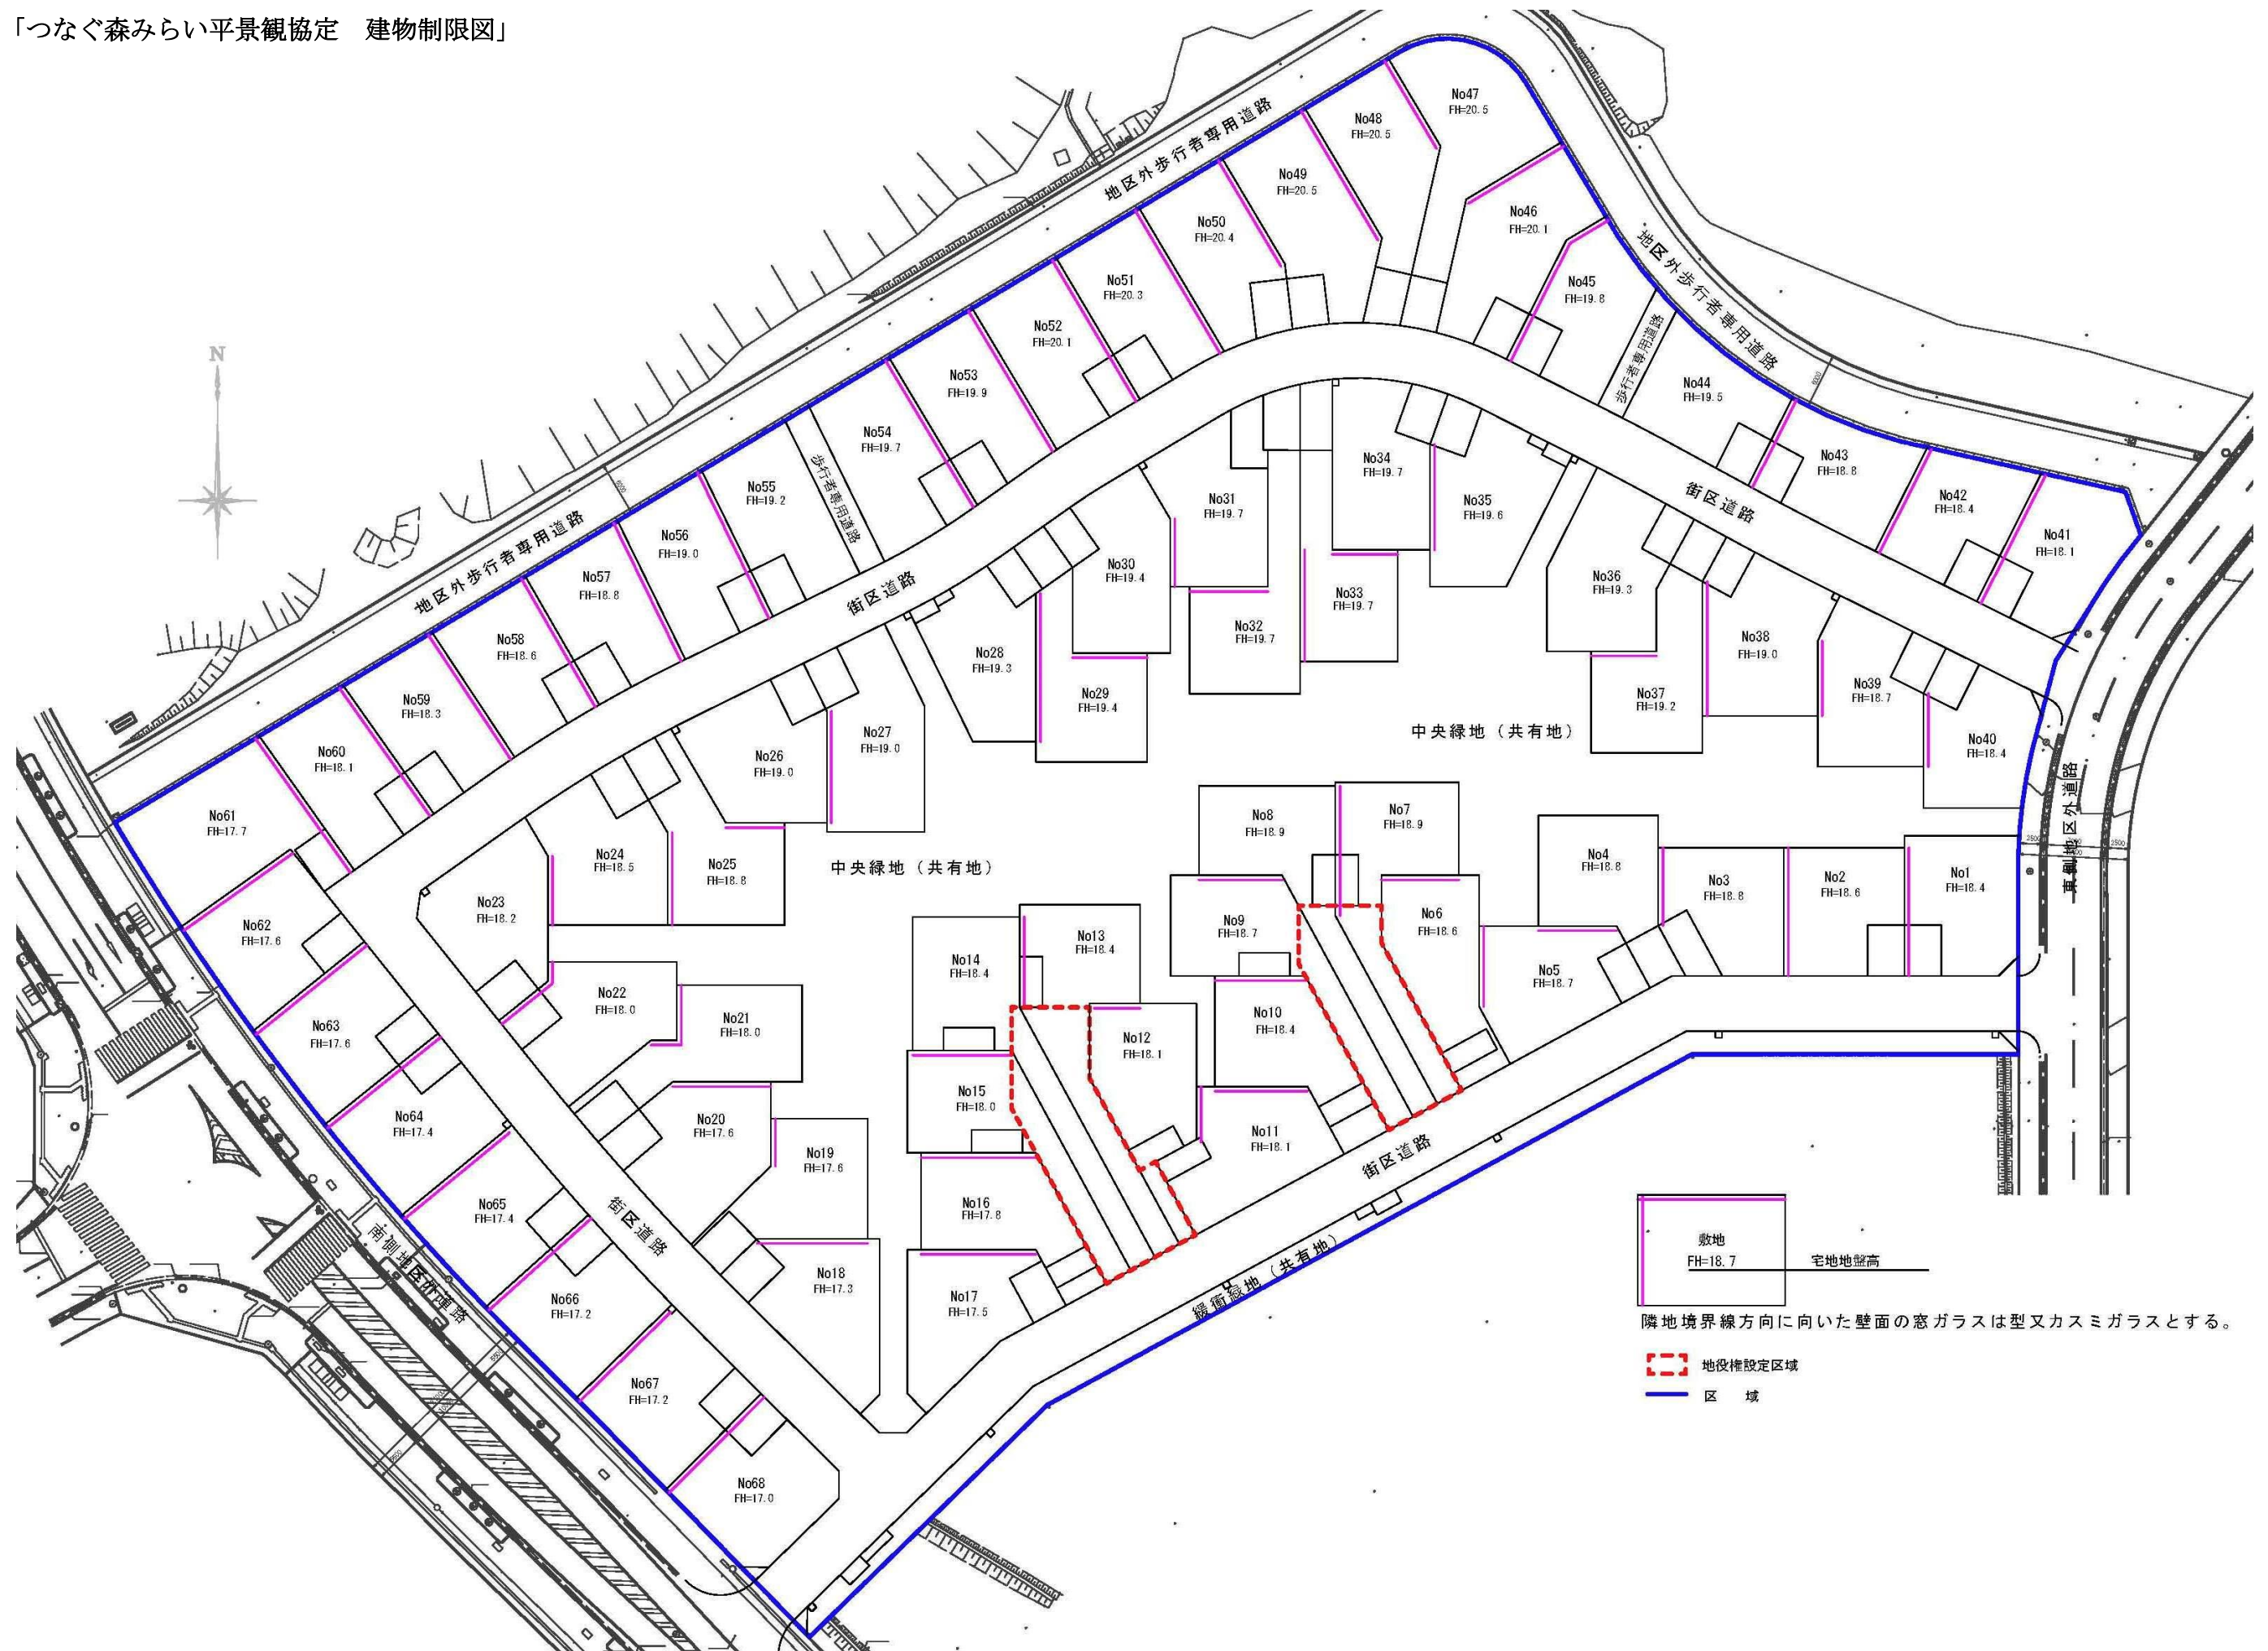 「つなぐ森みらい平景観協定　建物制限図」
N
地区外歩行者専用道路
地区外歩行者専用道路
地区外歩行者専用道路
No47
FH=20.5
No48
FH=20.5
No49
FH=20.5
No50
FH=20.4
No51
FH=20.3
No52
FH=20.1
No53
FH=19.9
No54
FH=19.7
歩行者専用道路
No55
FH=19.2
No56
FH=19.0
No57
FH=18.8
No58
FH=18.6
No59
FH=18.3
No60
FH=18.1
No61
FH=17.7
No46
FH=20.1
No45
FH=19.8
歩行者専用道路
No44
FH=19.5
No43
FH=18.8
No42
FH=18.4
No41
FH=18.1
街区道路
街区道路
No34
FH=19.7
No35
FH=19.6
No31
FH=19.7
No30
FH=19.4
No33
FH=19.7
No32
FH=19.7
No36
FH=19.3
No38
FH=19.0
No37
FH=19.2
No39
FH=18.7
No40
FH=18.4
No28
FH=19.3
No29
FH=19.4
No27
FH=19.0
No26
FH=19.0
No24
FH=18.5
No25
FH=18.8
No23
FH=18.2
中央緑地（共有地）
中央緑地（共有地）
東側地区外道路
2500
2500
No8
FH=18.9
No7
FH=18.9
No4
FH=18.8
No3
FH=18.8
No2
FH=18.6
No1
FH=18.4
No9
FH=18.7
No6
FH=18.6
No5
FH=18.7
No10
FH=18.4
No11
FH=18.1
No13
FH=18.4
No14
FH=18.4
No12
FH=18.1
No15
FH=18.0
No16
FH=17.8
No17
FH=17.5
No22
FH=18.0
No21
FH=18.0
No20
FH=17.6
No19
FH=17.6
No18
FH=17.3
No62
FH=17.6
No63
FH=17.6
No64
FH=17.4
No65
FH=17.4
No66
FH=17.2
No67
FH=17.2
No68
FH=17.0
街区道路
街区道路
南側地区外道路
緩衝緑地（共有地）
敷地
FH=18.7
宅地地盤高
隣地境界線方向に向いた壁面の窓ガラスは型又カスミガラスとする。
地役権設定区域
区　域